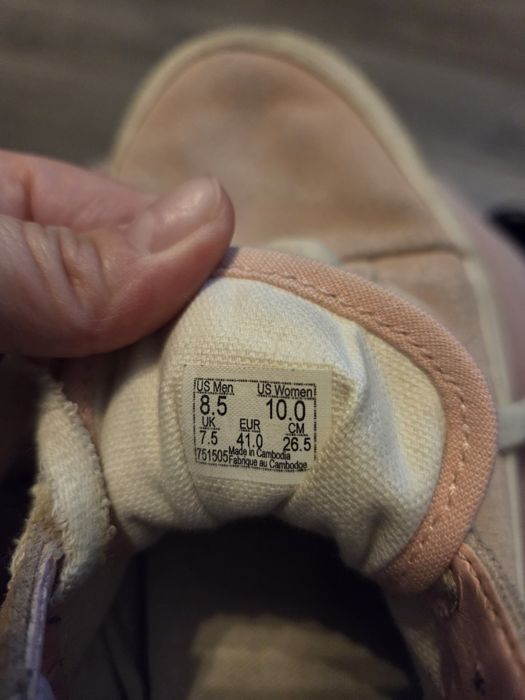 US Men US Women
8.5 10.0
UK EUR CM
7.5 41.0 26.5
751505 Made in Cambodia
Fabrique au Cambodge